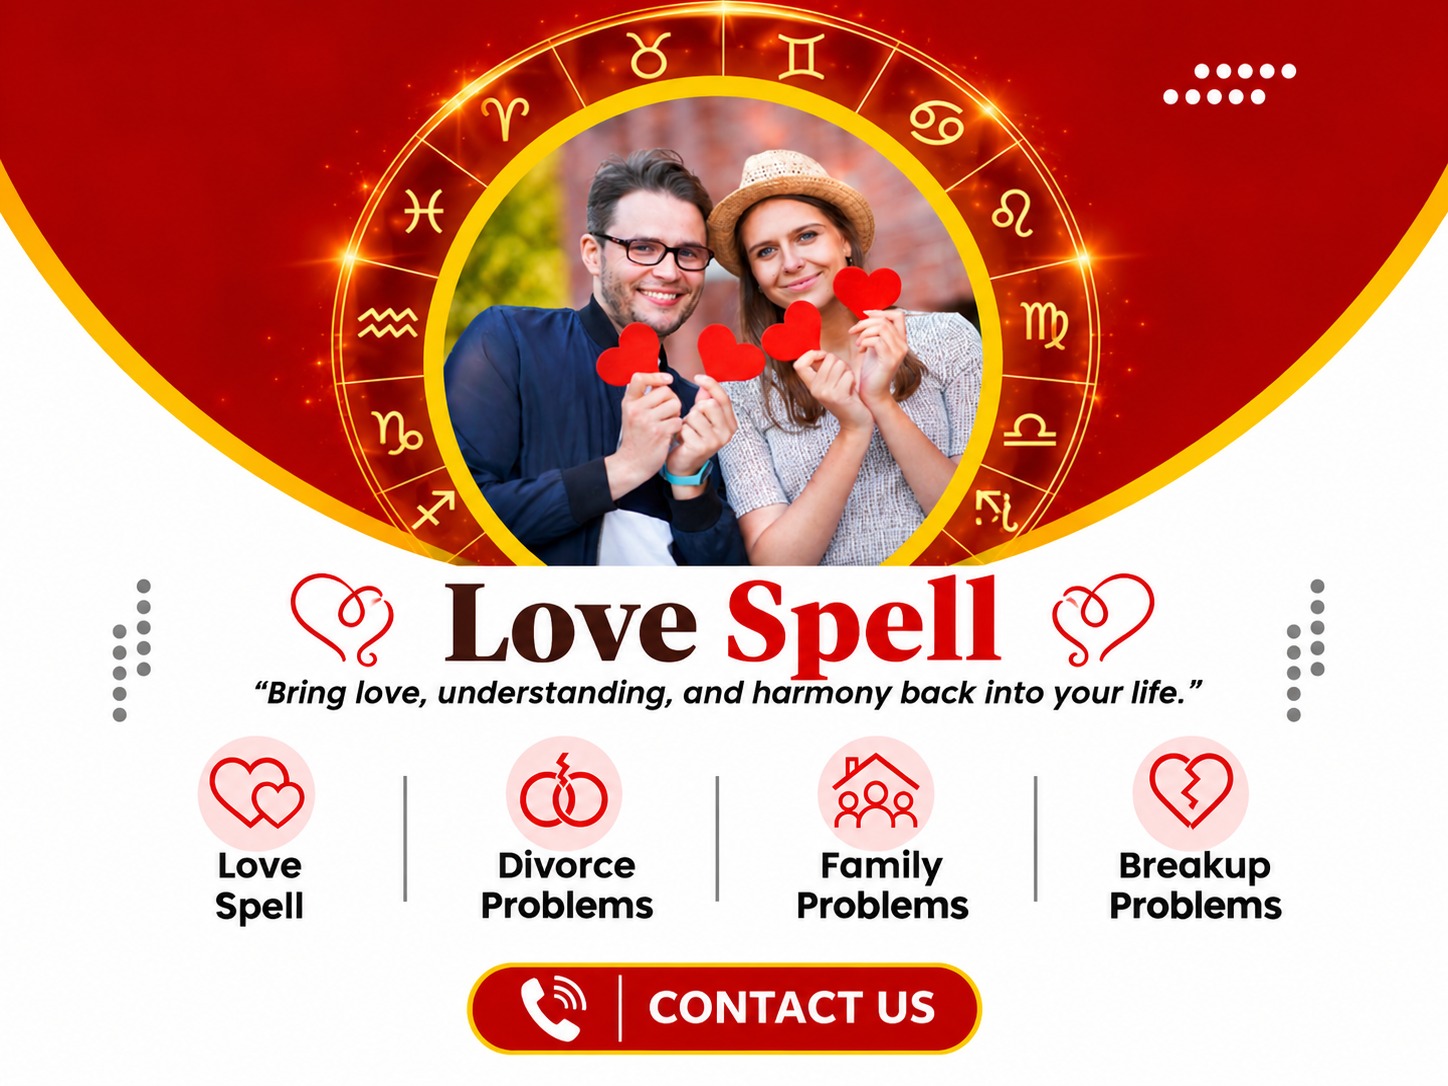 Love Spell
“Bring love, understanding, and harmony back into your life.”
Love
Spell
Divorce
Problems
Family
Problems
Breakup
Problems
CONTACT US